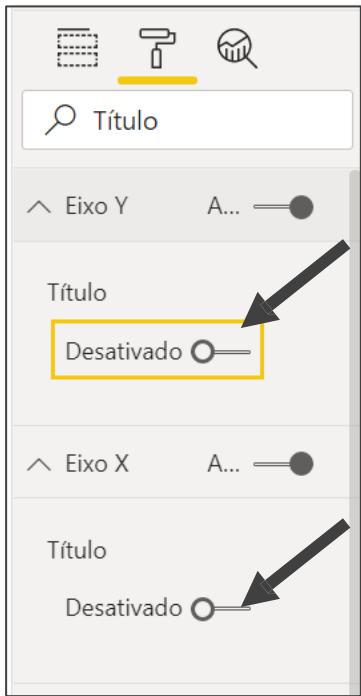 Título
Eixo Y A...
Título
Desativado
Eixo X A...
Título
Desativado